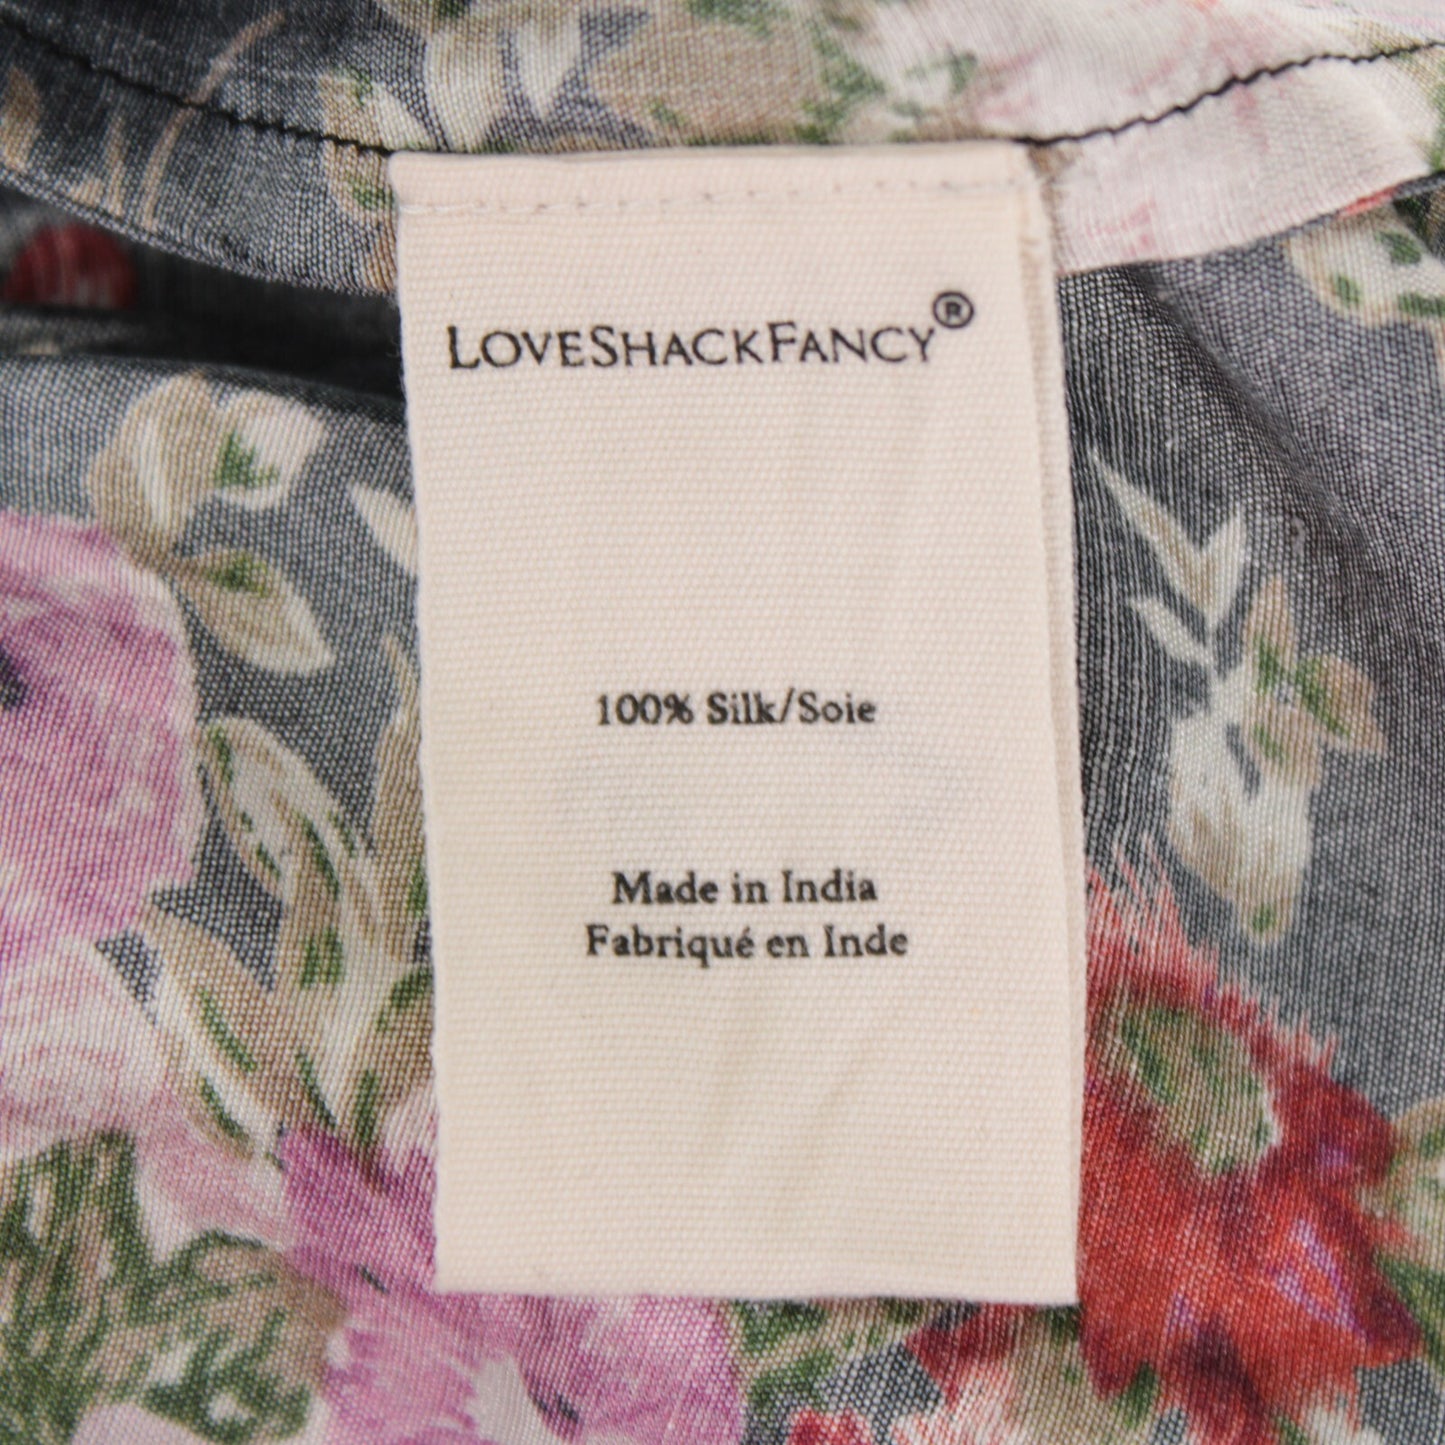 LOVESHACKFANCY®
100% Silk/Soie
Made in India
Fabriqué en Inde